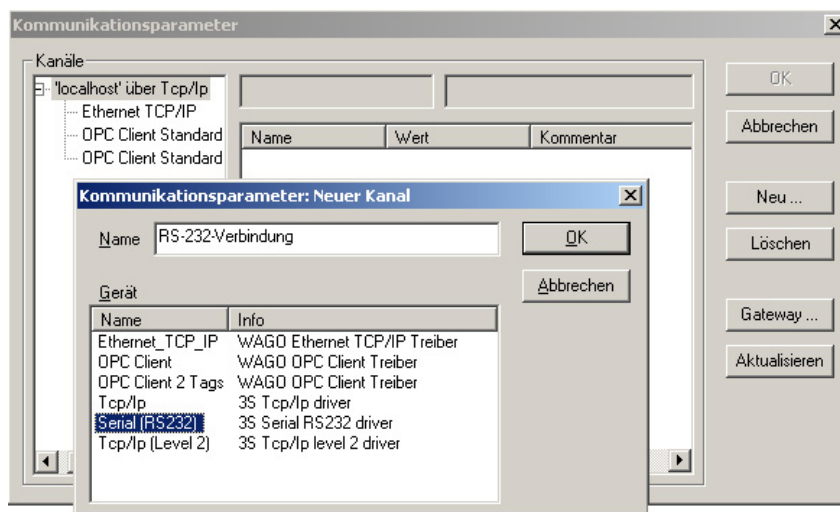 Kommunikationsparameter
Kanäle
'localhost' über Tcp/Ip
Ethernet TCP/IP
OPC Client Standard
OPC Client Standard
Name Wert Kommentar
OK
Abbrechen
Neu ...
Löschen
Gateway ...
Aktualisieren
Kommunikationsparameter: Neuer Kanal
Name RS-232-Verbindung
OK
Abbrechen
Gerät
Name Info
Ethernet_TCP_IP WAGO Ethernet TCP/IP Treiber
OPC Client WAGO OPC Client Treiber
OPC Client 2 Tags WAGO OPC Client Treiber
Tcp/Ip 3S Tcp/Ip driver
Serial (RS232) 3S Serial RS232 driver
Tcp/Ip (Level 2) 3S Tcp/Ip level 2 driver